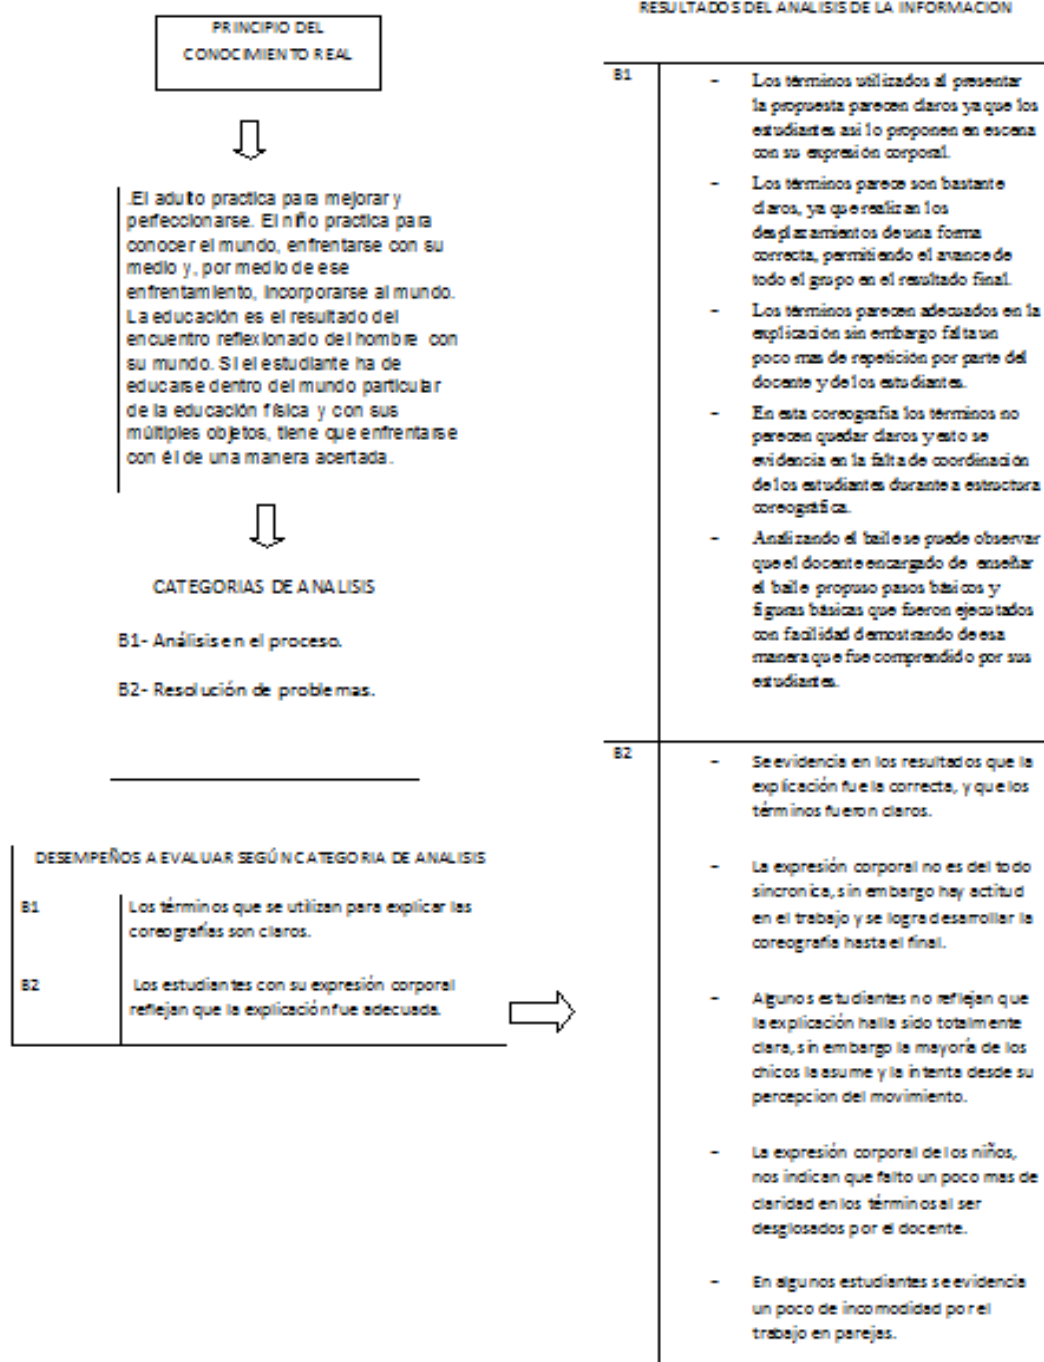 PRINCIPIO DEL
CONOCIMIENTO REAL
.El adulto practica para mejorar y
perfeccionarse. El niño practica para
conocer el mundo, enfrentarse con su
medio y, por medio de ese
enfrentamiento, incorporarse al mundo.
La educación es el resultado del
encuentro reflexionado del hombre con
su mundo. Si el estudiante ha de
educarse dentro del mundo particular
de la educación física y con sus
múltiples objetos, tiene que enfrentarse
con él de una manera acertada.
CATEGORIAS DE ANALISIS
B1- Análisis en el proceso.
B2- Resolución de problemas.
DESEMPEÑOS A EVALUAR SEGÚN CATEGORIA DE ANALISIS
B1 Los términos que se utilizan para explicar las
coreografías son claros.
B2 Los estudiantes con su expresión corporal
reflejan que la explicación fue adecuada.
RESULTADOS DEL ANALISIS DE LA INFORMACION
B1
- Los términos utilizados al presentar
la propuesta parecen claros ya que los
estudiantes asi lo proponen en escena
con su expresión corporal.
- Los términos parece son bastante
claros, ya que realizan los
desplazamientos de una forma
correcta, permitiendo el avance de
todo el grupo en el resultado final.
- Los términos parecen adecuados en la
explicación sin embargo falta un
poco mas de repetición por parte del
docente y de los estudiantes.
- En esta coreografía los términos no
parecen quedar claros y esto se
evidencia en la falta de coordinación
de los estudiantes durante a estructura
coreográfica.
- Analizando el baile se puede observar
que el docente encargado de enseñar
el baile propuso pasos básicos y
figuras básicas que fueron ejecutados
con facilidad demostrando de esa
manera que fue comprendido por sus
estudiantes.
B2
- Se evidencia en los resultados que la
explicación fue la correcta, y que los
términos fueron claros.
- La expresión corporal no es del todo
sincronica, sin embargo hay actitud
en el trabajo y se logra desarrollar la
coreografía hasta el final.
- Algunos estudiantes no reflejan que
la explicación halla sido totalmente
clara, sin embargo la mayoría de los
chicos la asume y la intenta desde su
percepcion del movimiento.
- La expresión corporal de los niños,
nos indican que falto un poco mas de
claridad en los términos al ser
desglosados por el docente.
- En algunos estudiantes se evidencia
un poco de incomodidad por el
trabajo en parejas.